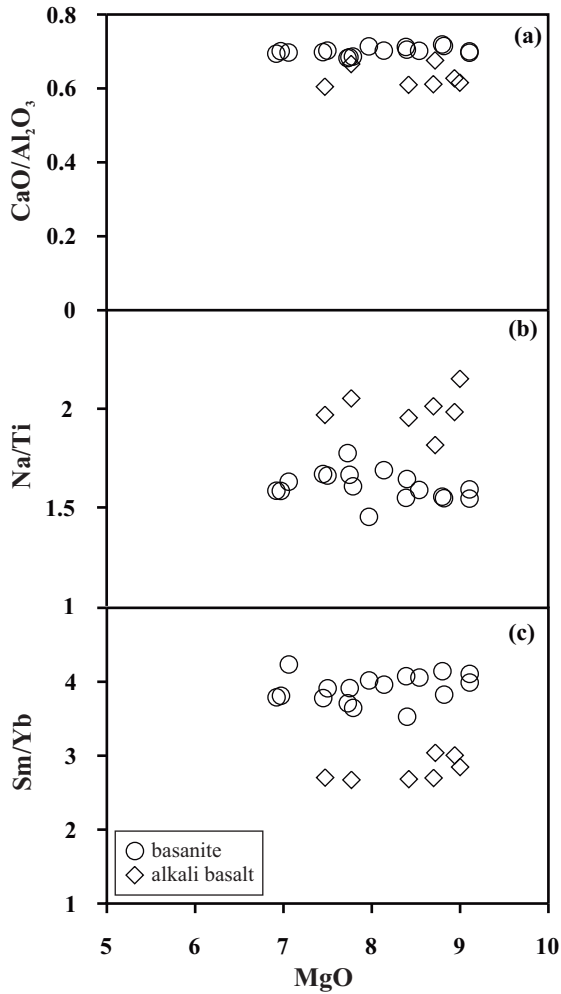 0.8
(a)
0.6
0.4
0.2
0
CaO/Al₂O₃
(b)
2
1.5
1
Na/Ti
(c)
4
3
2
1
Sm/Yb
basanite
alkali basalt
5 6 7 8 9 10
MgO